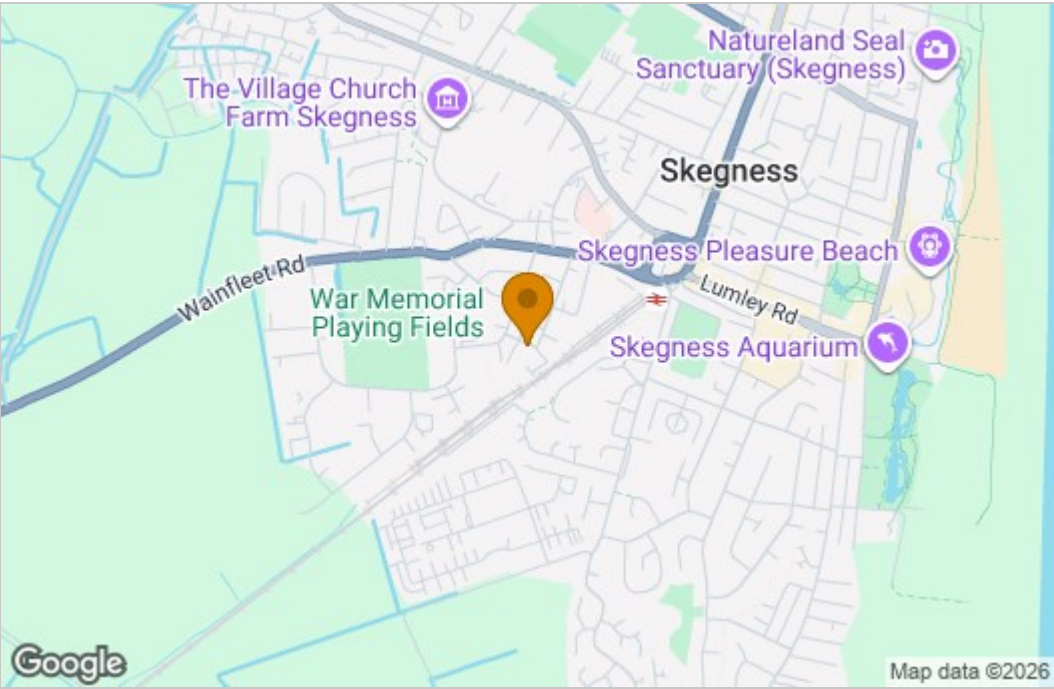 Natureland Seal
Sanctuary (Skegness)
The Village Church
Farm Skegness
Skegness
Skegness Pleasure Beach
Wainfleet Rd
Lumley Rd
War Memorial
Playing Fields
Skegness Aquarium
Google
Map data ©2026